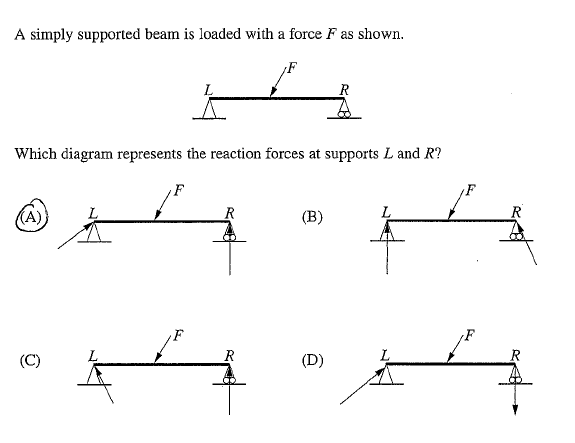 A simply supported beam is loaded with a force F as shown.
F
L R
Which diagram represents the reaction forces at supports L and R?
F F
(A) L R (B) L R
F F
(C) L R (D) L R